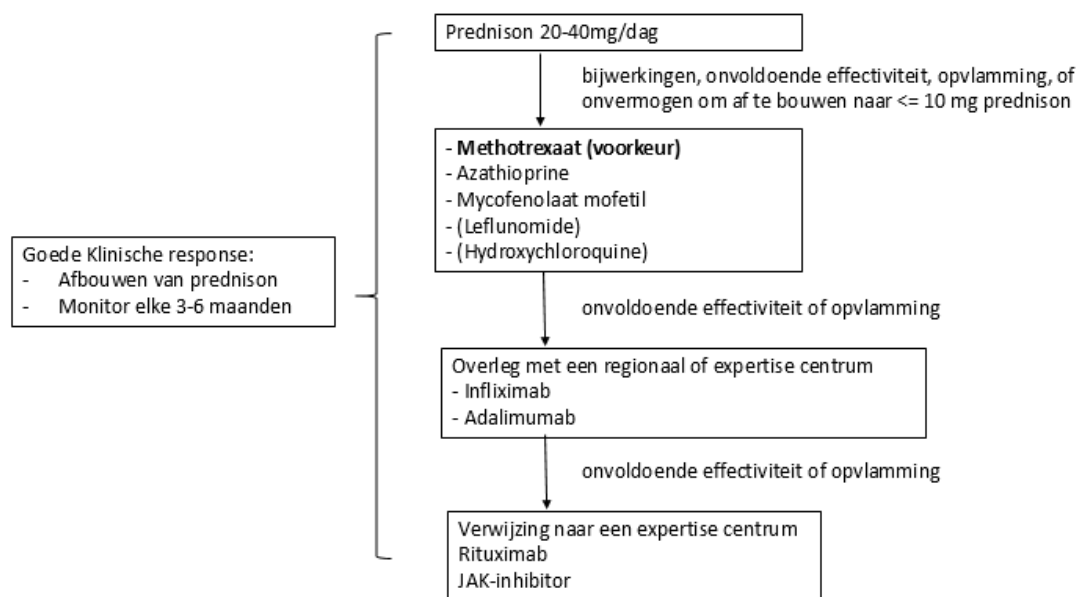 Prednison 20-40mg/dag
bijwerkingen, onvoldoende effectiviteit, opvlamming, of
onvermogen om af te bouwen naar <= 10 mg prednison
- Methotrexaat (voorkeur)
- Azathioprine
- Mycofenolaat mofetil
- (Leflunomide)
- (Hydroxychloroquine)
Goede Klinische response:
- Afbouwen van prednison
- Monitor elke 3-6 maanden
onvoldoende effectiviteit of opvlamming
Overleg met een regionaal of expertise centrum
- Infliximab
- Adalimumab
onvoldoende effectiviteit of opvlamming
Verwijzing naar een expertise centrum
Rituximab
JAK-inhibitor